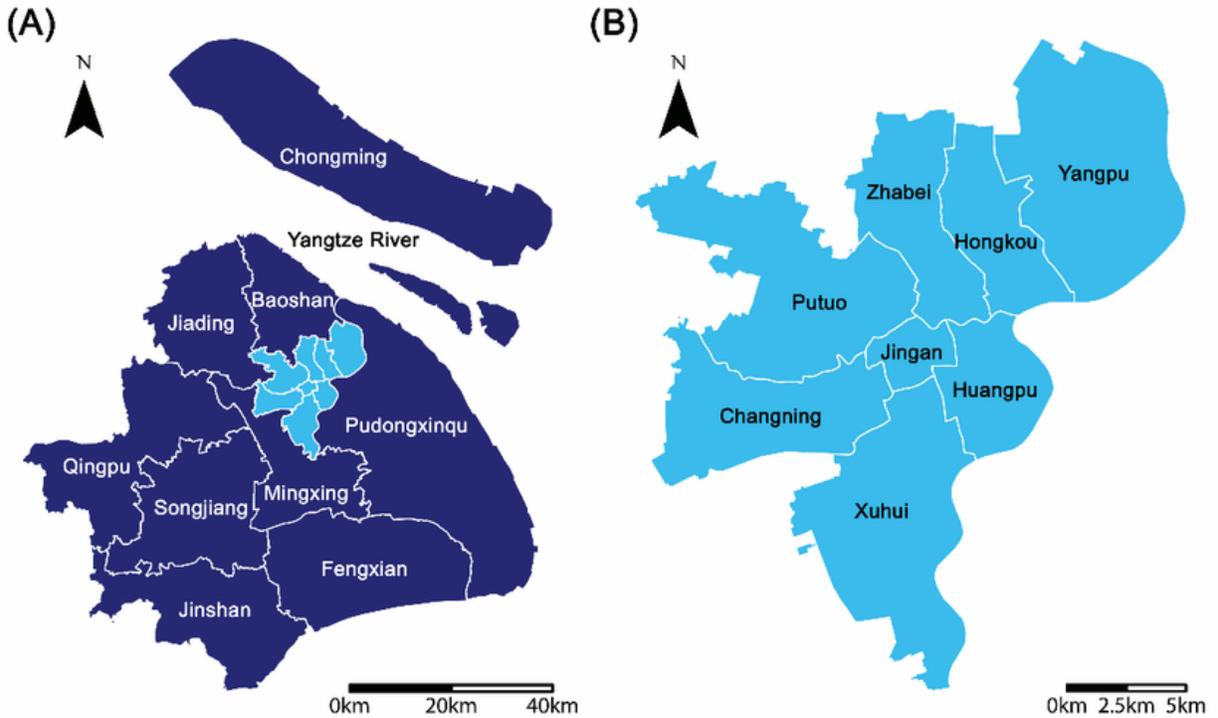 (A)
N
Chongming
Yangtze River
Baoshan
Jiading
Pudongxinqu
Qingpu
Mingxing
Songjiang
Fengxian
Jinshan
0km 20km 40km
(B)
N
Yangpu
Zhabei
Hongkou
Putuo
Jingan
Huangpu
Changning
Xuhui
0km 2.5km 5km